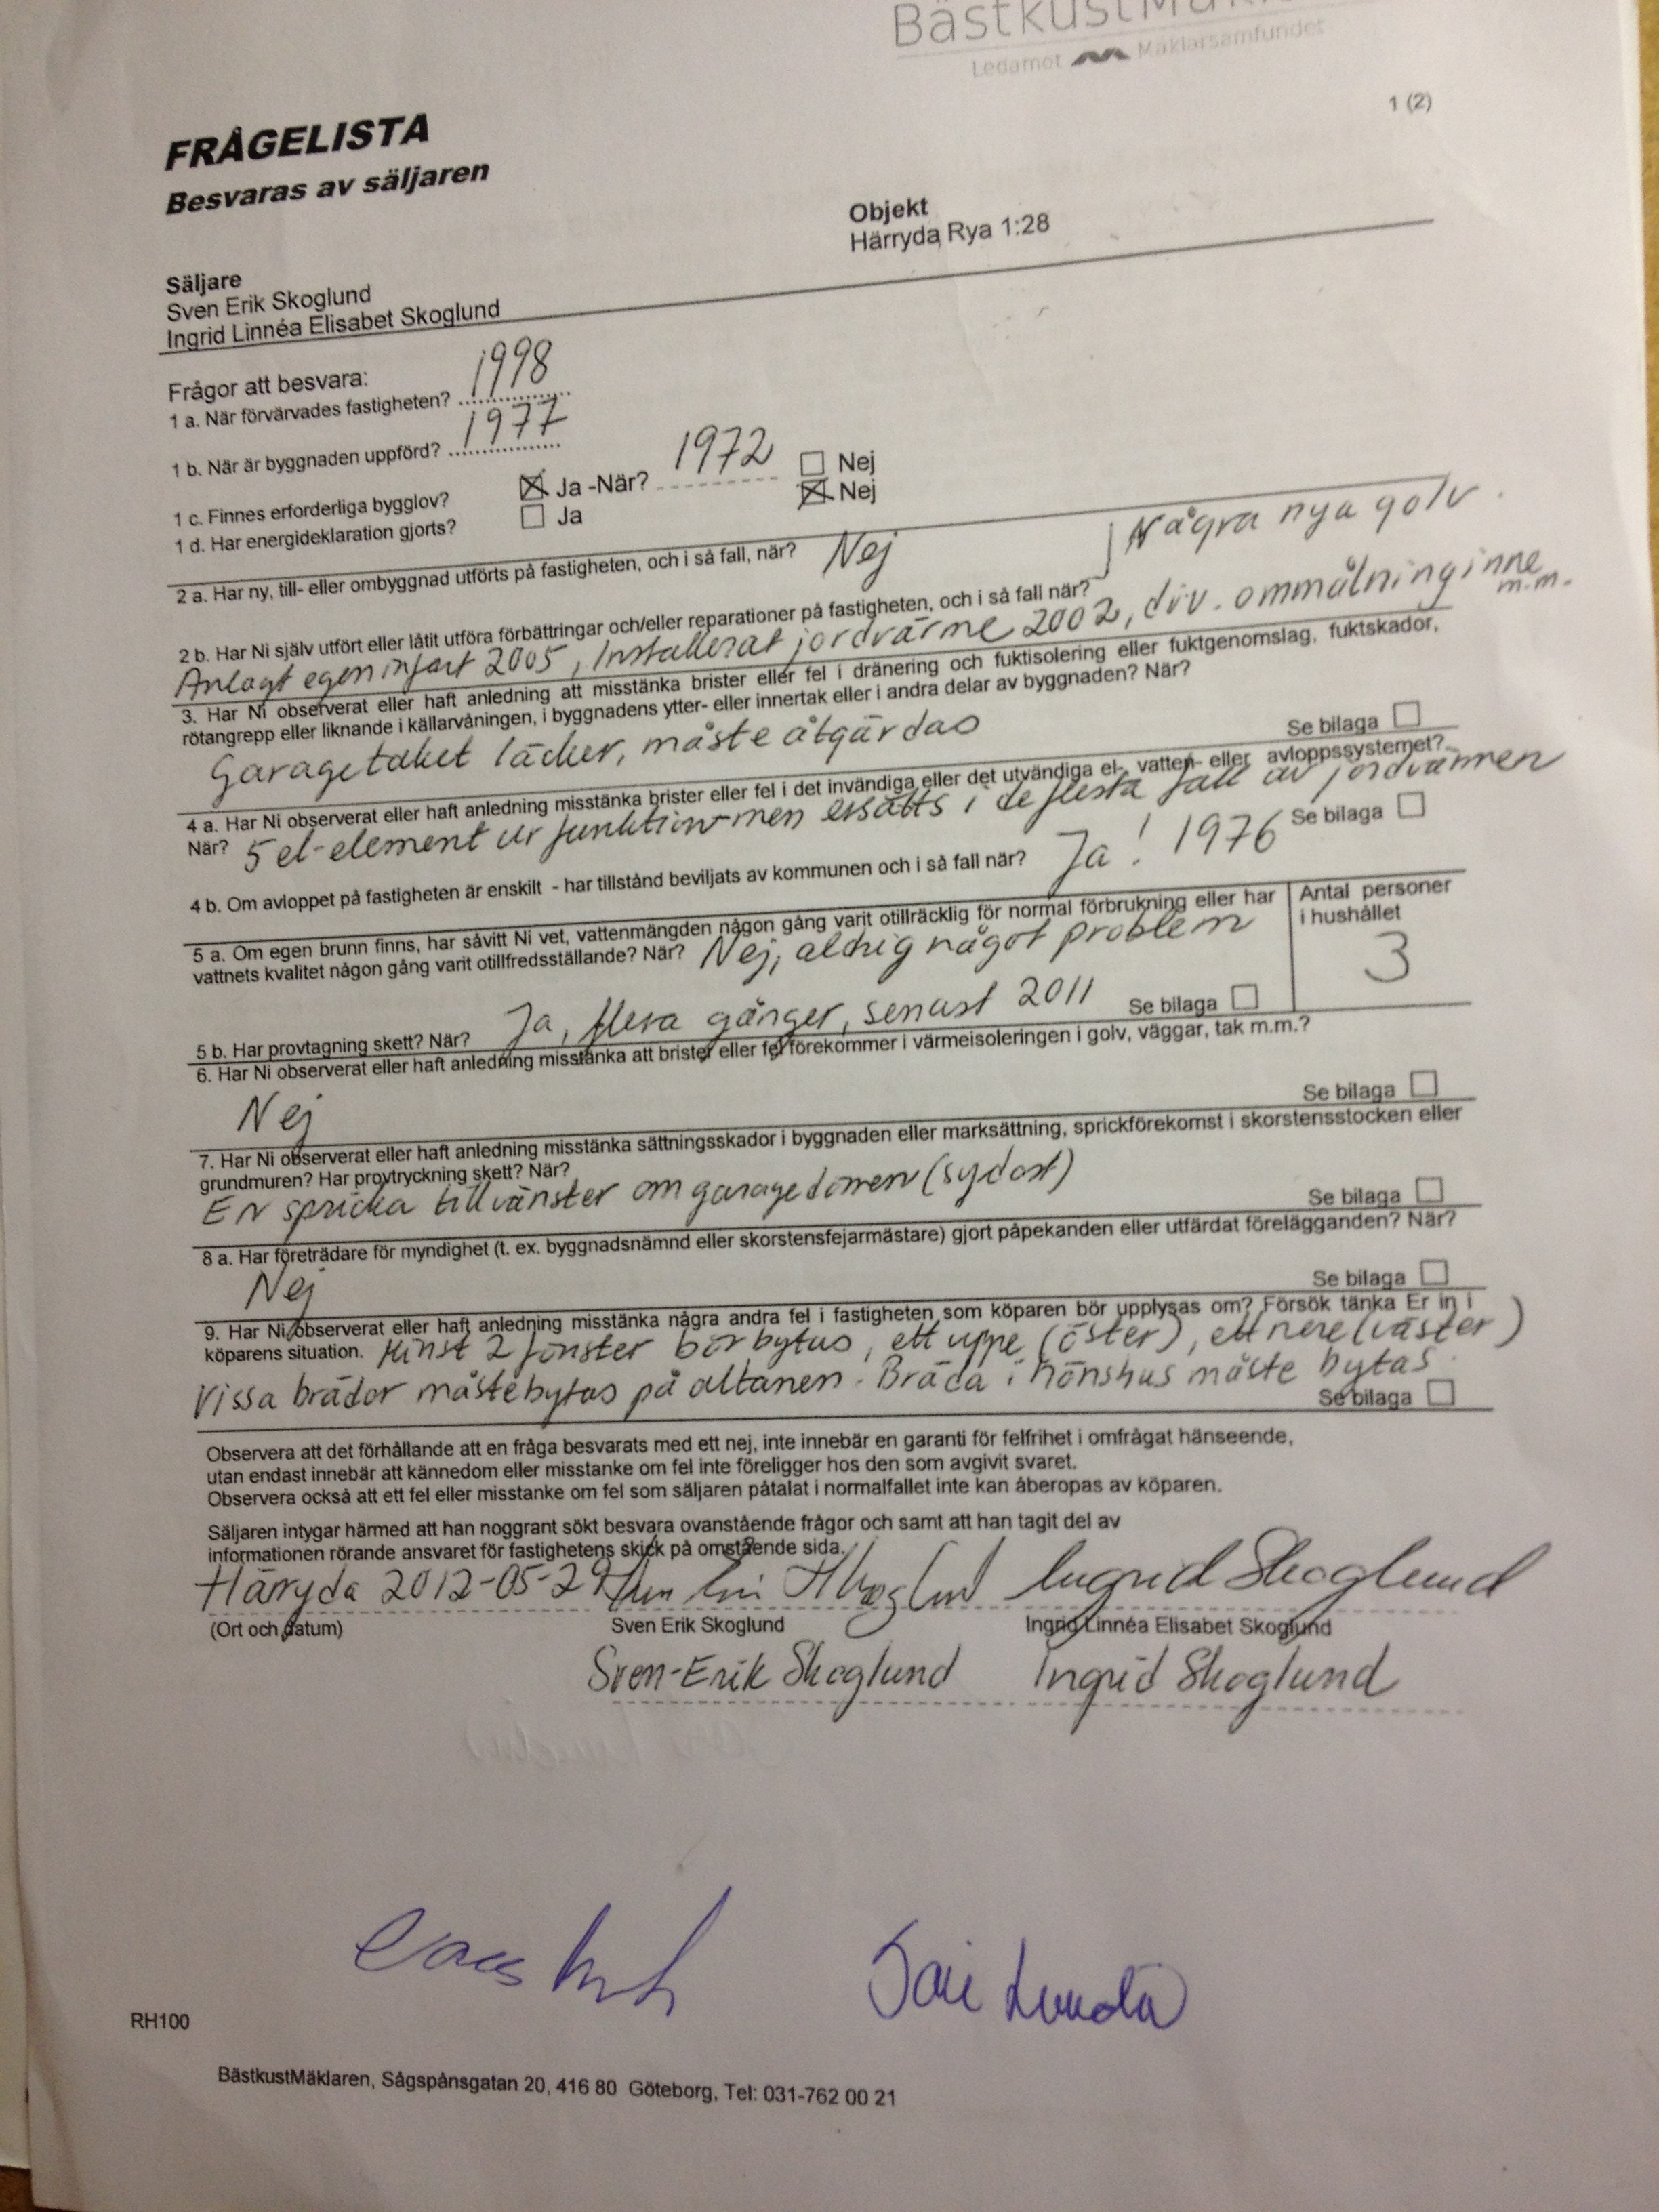 BästkustMäkla
Ledamot Mäklarsamfundet
1 (2)
FRÅGELISTA
Besvaras av säljaren
Objekt
Härryda Rya 1:28
Säljare
Sven Erik Skoglund
Ingrid Linnéa Elisabet Skoglund
Frågor att besvara:
1 a. När förvärvades fastigheten? 1998
1 b. När är byggnaden uppförd? 1977
1 c. Finnes erforderliga bygglov? Ja -När? 1972 Nej
1 d. Har energideklaration gjorts? Ja Nej
2 a. Har ny, till- eller ombyggnad utförts på fastigheten, och i så fall, när? Nej
Några nya golv.
2 b. Har Ni själv utfört eller låtit utföra förbättringar och/eller reparationer på fastigheten, och i så fall när?
Anlagt egen infart 2005, Installerat jordvärme 2002, div. ommålning inne
m.m.
3. Har Ni observerat eller haft anledning att misstänka brister eller fel i dränering och fuktisolering eller fuktgenomslag, fuktskador,
rötangrepp eller liknande i källarvåningen, i byggnadens ytter- eller innertak eller i andra delar av byggnaden? När?
Garagetaket läcker, måste åtgärdas
Se bilaga
4 a. Har Ni observerat eller haft anledning misstänka brister eller fel i det invändiga eller det utvändiga el-, vatten- eller avloppssystemet?
När? 5 el-element ur funktion men ersätts i de flesta fall av jordvärmen
Se bilaga
4 b. Om avloppet på fastigheten är enskilt - har tillstånd beviljats av kommunen och i så fall när? Ja! 1976
5 a. Om egen brunn finns, har såvitt Ni vet, vattenmängden någon gång varit otillräcklig för normal förbrukning eller har
vattnets kvalitet någon gång varit otillfredsställande? När? Nej, aldrig något problem
Antal personer
i hushållet
3
5 b. Har provtagning skett? När? Ja, flera gånger, senast 2011 Se bilaga
6. Har Ni observerat eller haft anledning misstänka att brister eller fel förekommer i värmeisoleringen i golv, väggar, tak m.m.?
Nej
Se bilaga
7. Har Ni observerat eller haft anledning misstänka sättningsskador i byggnaden eller marksättning, sprickförekomst i skorstensstocken eller
grundmuren? Har provtryckning skett? När?
En spricka till vänster om garagedörren (sydost)
Se bilaga
8 a. Har företrädare för myndighet (t. ex. byggnadsnämnd eller skorstensfejarmästare) gjort påpekanden eller utfärdat förelägganden? När?
Nej
Se bilaga
9. Har Ni observerat eller haft anledning misstänka några andra fel i fastigheten som köparen bör upplysas om? Försök tänka Er in i
köparens situation. Minst 2 fönster bör bytas, ett uppe (öster), ett nere (väster)
Vissa brädor måste bytas på altanen. Bräda i hönshus måste bytas
Se bilaga
Observera att det förhållande att en fråga besvarats med ett nej, inte innebär en garanti för felfrihet i omfrågat hänseende,
utan endast innebär att kännedom eller misstanke om fel inte föreligger hos den som avgivit svaret.
Observera också att ett fel eller misstanke om fel som säljaren påtalat i normalfallet inte kan åberopas av köparen.
Säljaren intygar härmed att han noggrant sökt besvara ovanstående frågor och samt att han tagit del av
informationen rörande ansvaret för fastighetens skick på omstående sida.
Härryda 2012-05-29 Sven Erik Skoglund Ingrid Skoglund
(Ort och datum) Sven Erik Skoglund Ingrid Linnéa Elisabet Skoglund
Sven-Erik Skoglund Ingrid Skoglund
RH100
BästkustMäklaren, Sågspånsgatan 20, 416 80 Göteborg, Tel: 031-762 00 21